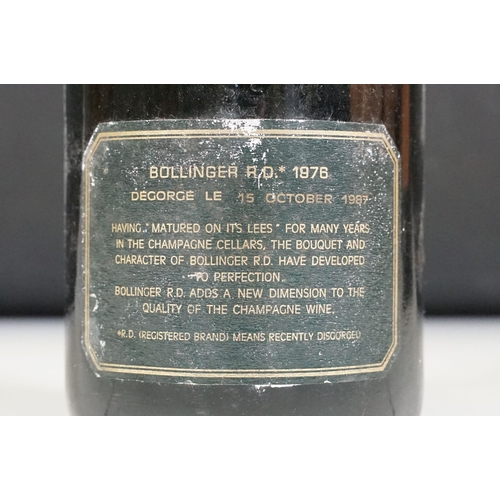 BOLLINGER R.D.* 1976
DEGORGE LE 15 OCTOBER 1987
HAVING "MATURED ON ITS LEES" FOR MANY YEARS
IN THE CHAMPAGNE CELLARS, THE BOUQUET AND
CHARACTER OF BOLLINGER R.D. HAVE DEVELOPED
TO PERFECTION.
BOLLINGER R.D. ADDS A NEW DIMENSION TO THE
QUALITY OF THE CHAMPAGNE WINE.
*R.D. (REGISTERED BRAND) MEANS RECENTLY DISGORGED